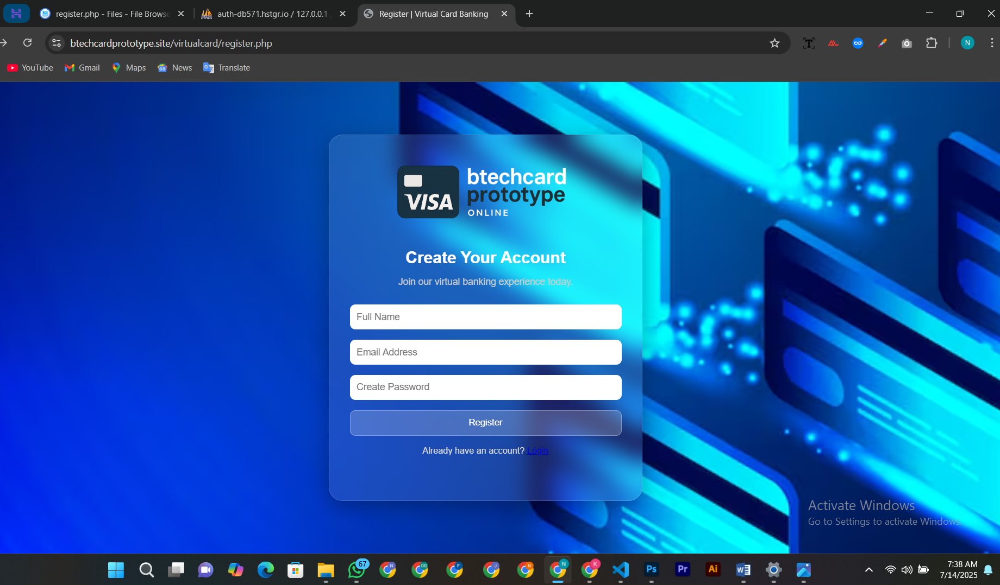 register.php - Files - File Browse
auth-db571.hstgr.io / 127.0.0.1
Register | Virtual Card Banking
btechcardprototype.site/virtualcard/register.php
N
YouTube
Gmail
Maps
News
Translate
VISA
btechcard
prototype
ONLINE
Create Your Account
Join our virtual banking experience today.
Full Name
Email Address
Create Password
Register
Already have an account? Login
Activate Windows
Go to Settings to activate Windows.
67
N
OG
F
J
N
N
K
Ps
Pr
Ai
W
7:38 AM
7/14/2025